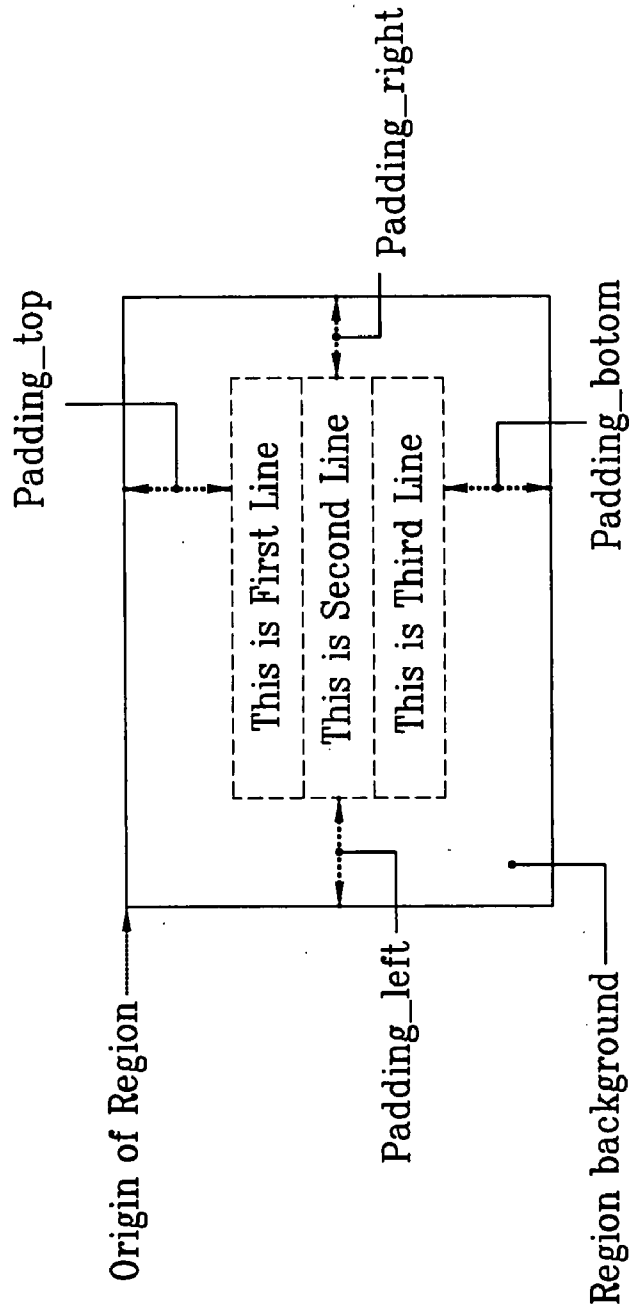 Padding_top
Origin of Region
Padding_right
This is First Line
This is Second Line
This is Third Line
Padding_left
Padding_botom
Region background